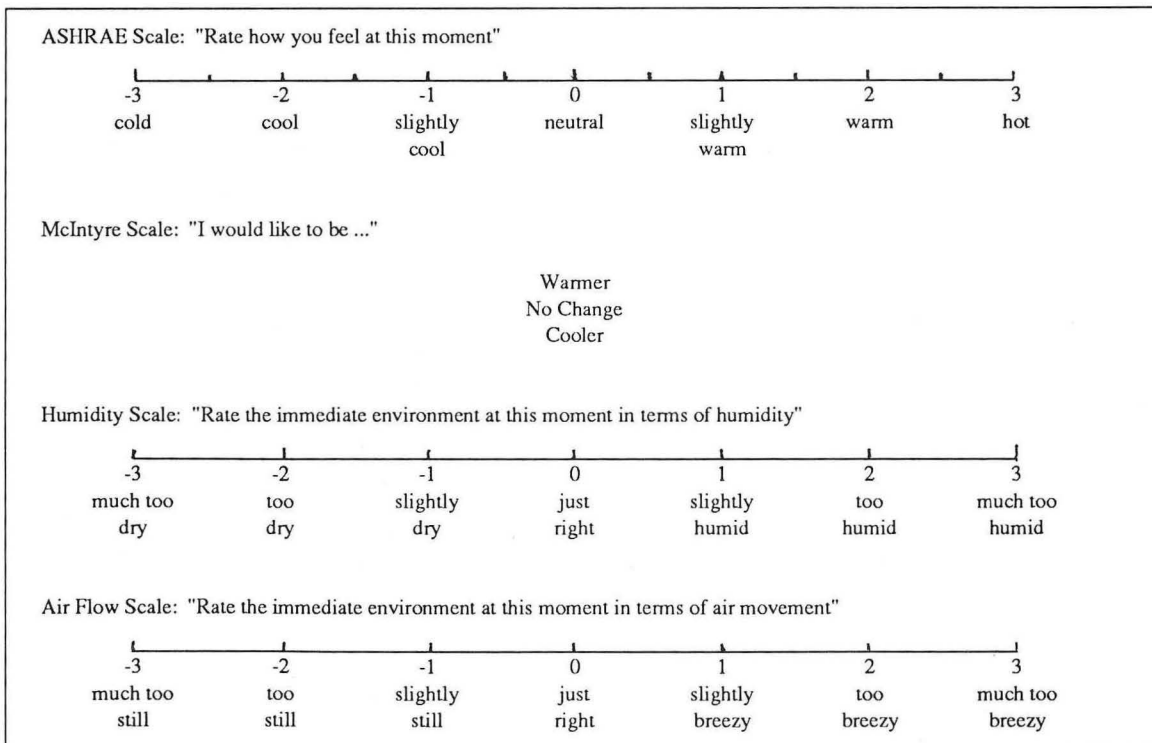 ASHRAE Scale: "Rate how you feel at this moment"
-3 -2 -1 0 1 2 3
cold cool slightly neutral slightly warm hot
cool warm
McIntyre Scale: "I would like to be ..."
Warmer
No Change
Cooler
Humidity Scale: "Rate the immediate environment at this moment in terms of humidity"
-3 -2 -1 0 1 2 3
much too too slightly just slightly too much too
dry dry dry right humid humid humid
Air Flow Scale: "Rate the immediate environment at this moment in terms of air movement"
-3 -2 -1 0 1 2 3
much too too slightly just slightly too much too
still still still right breezy breezy breezy